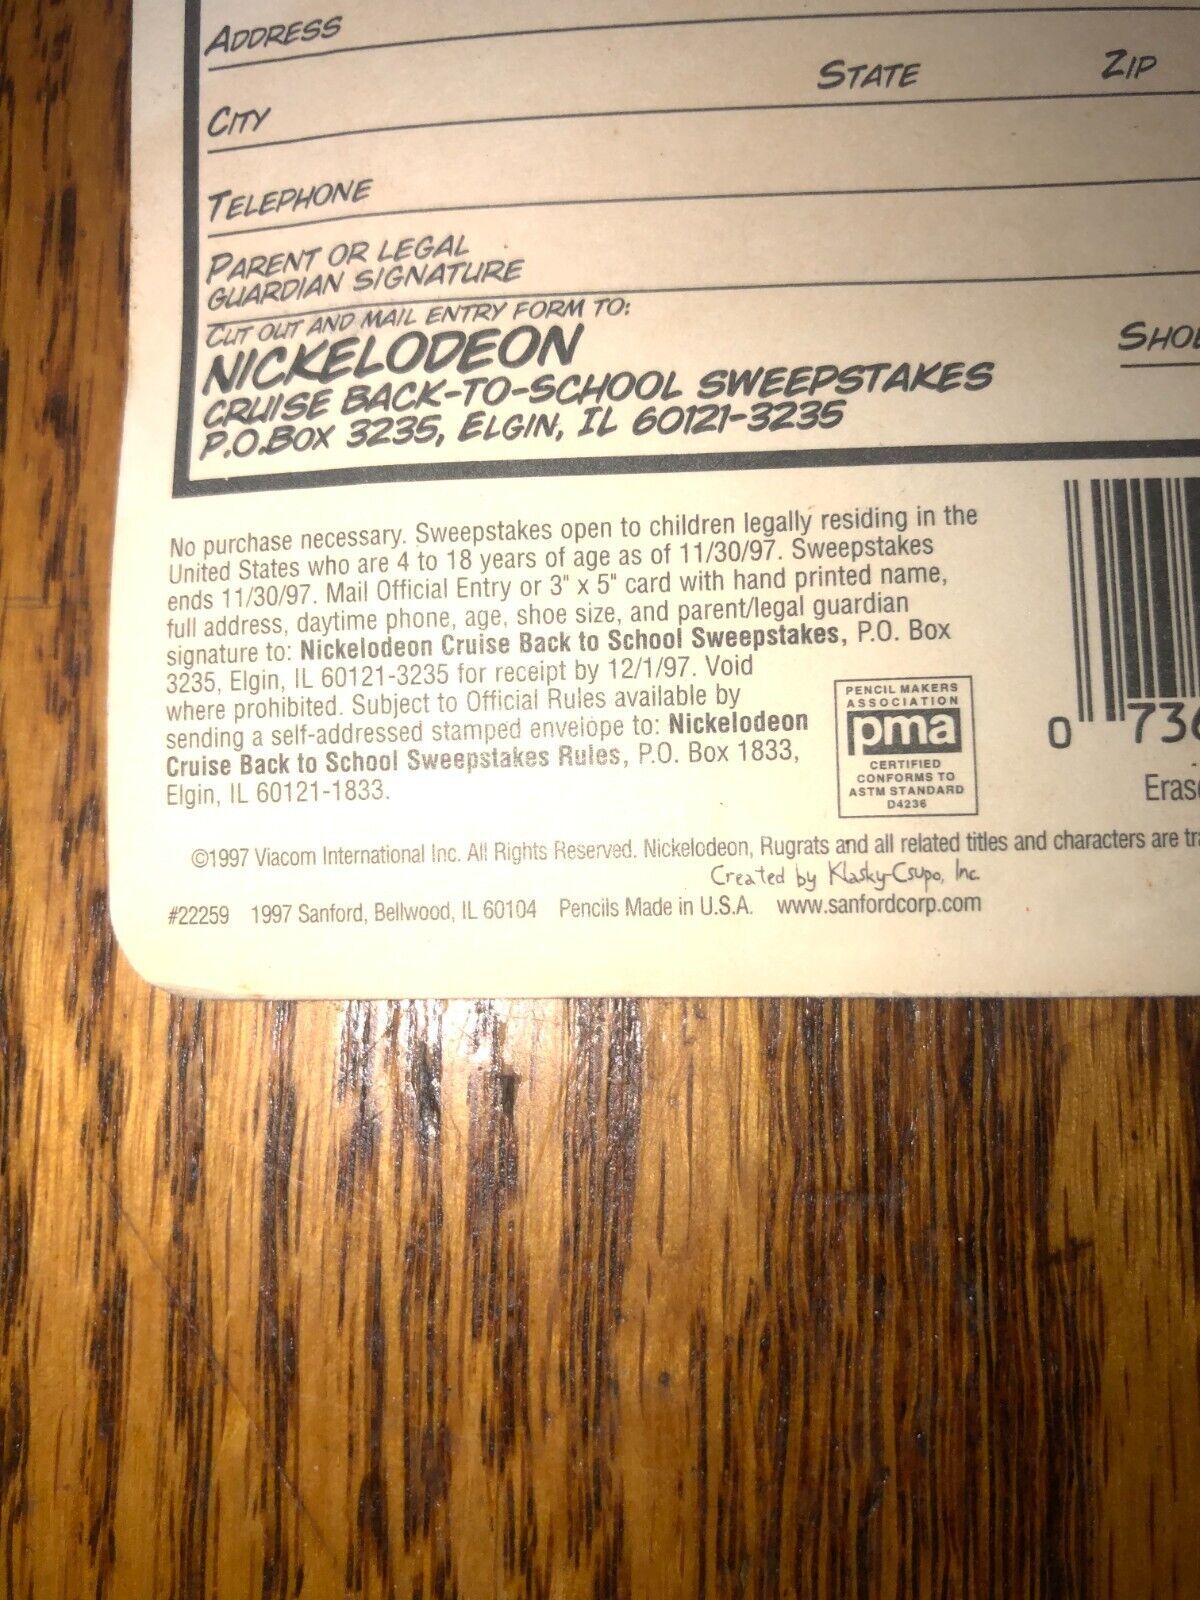 ADDRESS
CITY STATE ZIP
TELEPHONE
PARENT OR LEGAL
GUARDIAN SIGNATURE
CUT OUT AND MAIL ENTRY FORM TO:
NICKELODEON
CRUISE BACK-TO-SCHOOL SWEEPSTAKES
P.O.BOX 3235, ELGIN, IL 60121-3235
No purchase necessary. Sweepstakes open to children legally residing in the
United States who are 4 to 18 years of age as of 11/30/97. Sweepstakes
ends 11/30/97. Mail Official Entry or 3" x 5" card with hand printed name,
full address, daytime phone, age, shoe size, and parent/legal guardian
signature to: Nickelodeon Cruise Back to School Sweepstakes, P.O. Box
3235, Elgin, IL 60121-3235 for receipt by 12/1/97. Void
where prohibited. Subject to Official Rules available by
sending a self-addressed stamped envelope to: Nickelodeon
Cruise Back to School Sweepstakes Rules, P.O. Box 1833,
Elgin, IL 60121-1833.
PENCIL MAKERS
ASSOCIATION
pma
CERTIFIED
CONFORMS TO
ASTM STANDARD
D4236
0 73
©1997 Viacom International Inc. All Rights Reserved. Nickelodeon, Rugrats and all related titles and characters are
Created by Klasky-Csupo, Inc.
#22259 1997 Sanford, Bellwood, IL 60104 Pencils Made in U.S.A. www.sanfordcorp.com